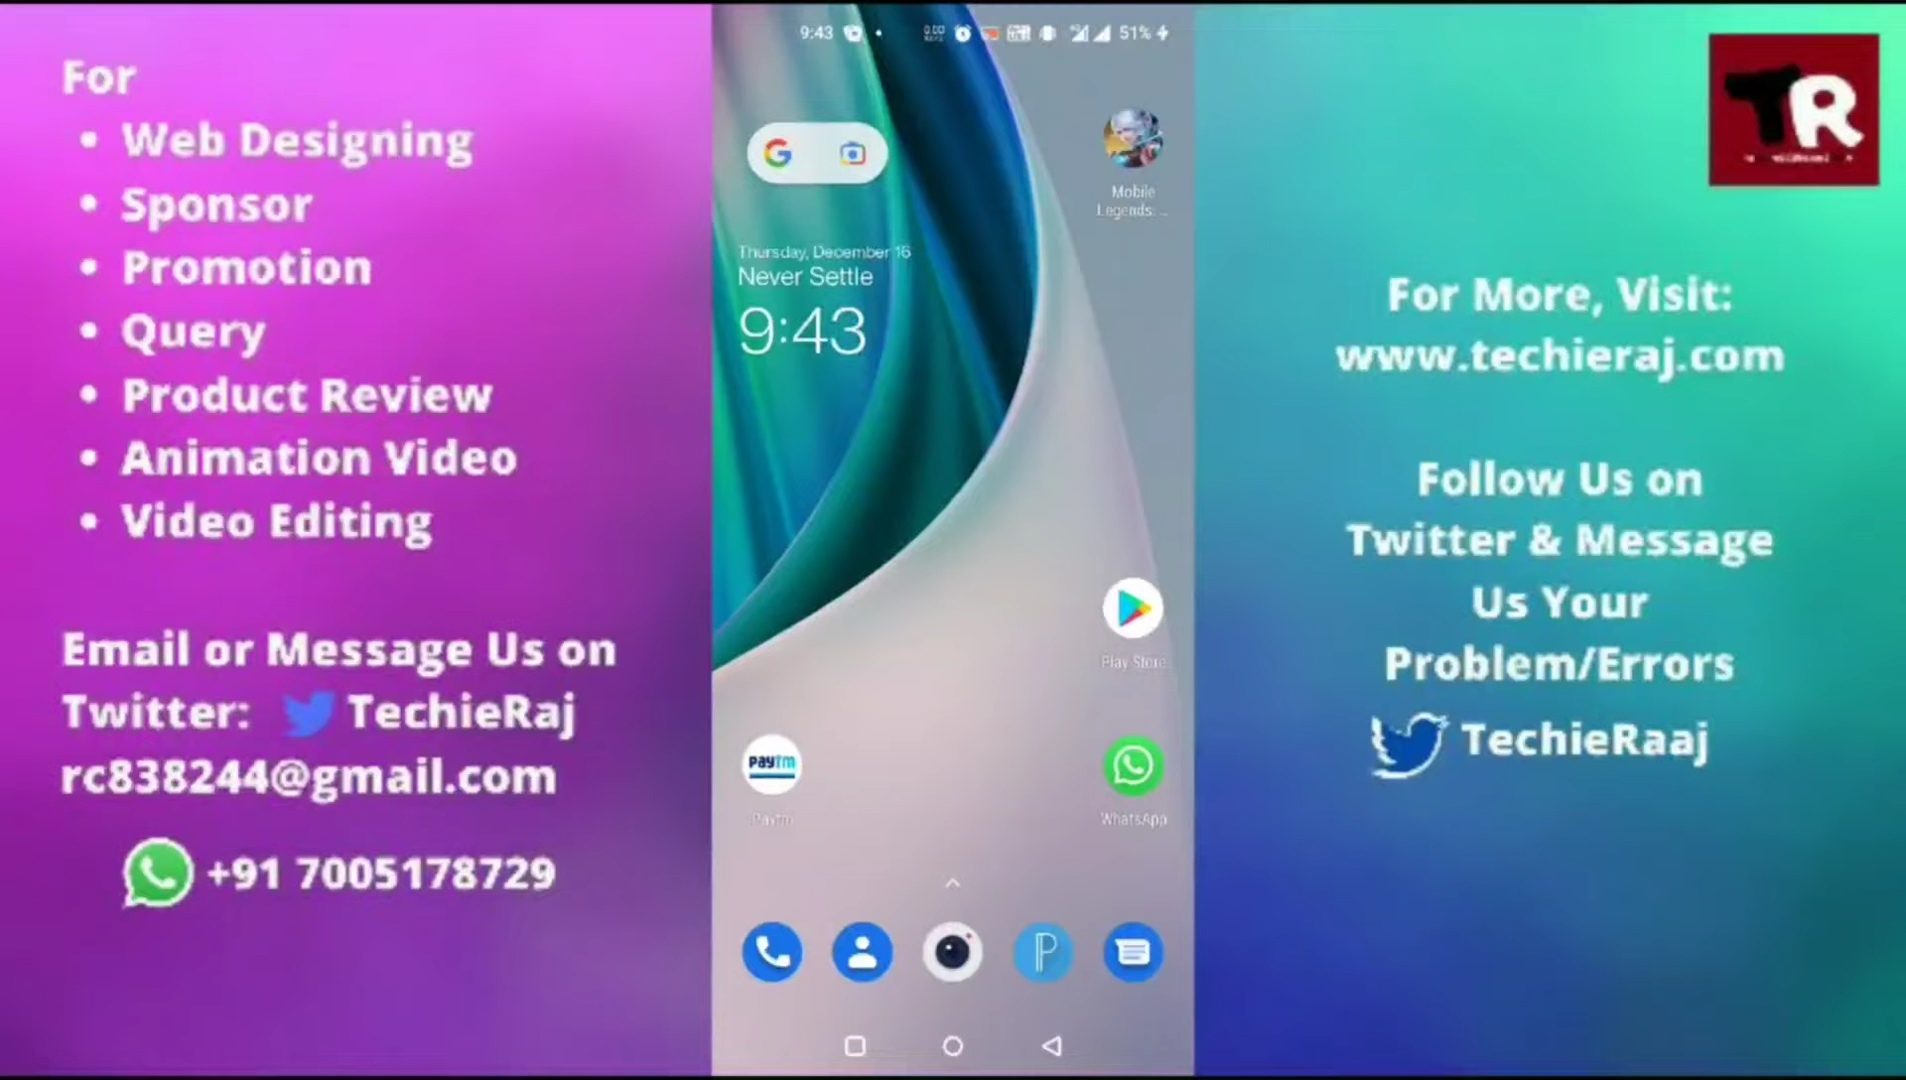 For
• Web Designing
• Sponsor
• Promotion
• Query
• Product Review
• Animation Video
• Video Editing
Email or Message Us on
Twitter: TechieRaj
rc838244@gmail.com
+91 7005178729
9:43
51%
G
Mobile
Legends: ...
Thursday, December 16
Never Settle
9:43
Play Store
Paytm
Paytm
WhatsApp
TR
For More, Visit:
www.techieraj.com
Follow Us on
Twitter & Message
Us Your
Problem/Errors
TechieRaaj